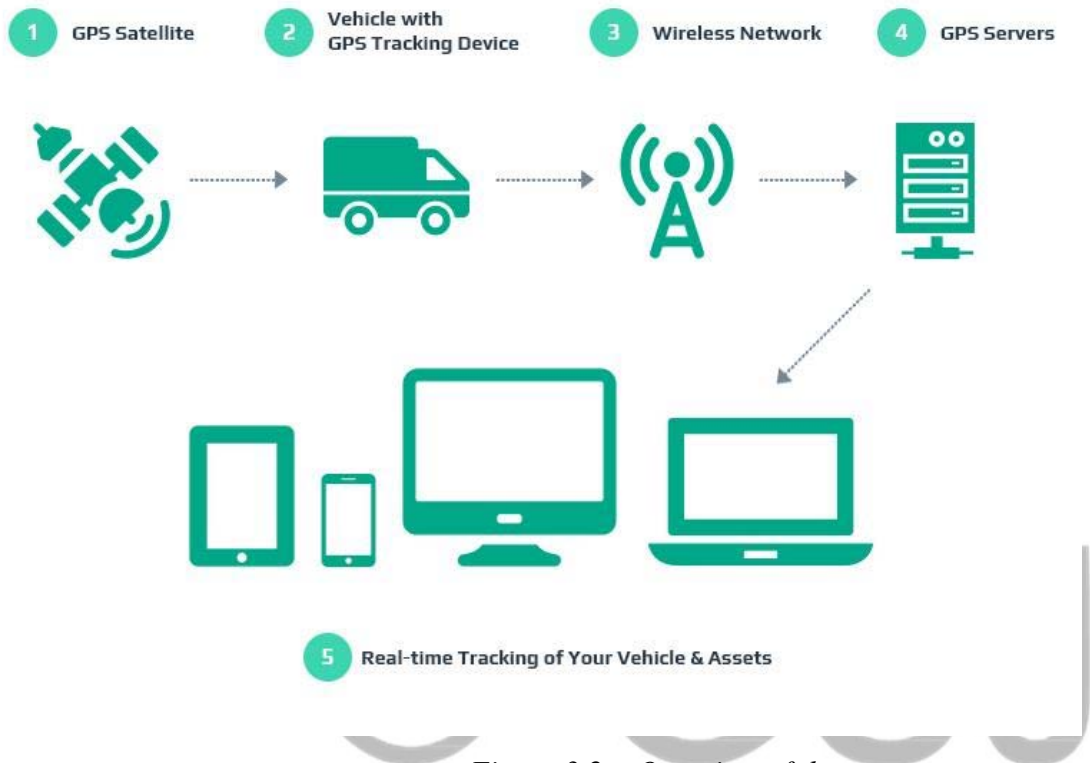 1 GPS Satellite
2 Vehicle with
GPS Tracking Device
3 Wireless Network
4 GPS Servers
5 Real-time Tracking of Your Vehicle & Assets